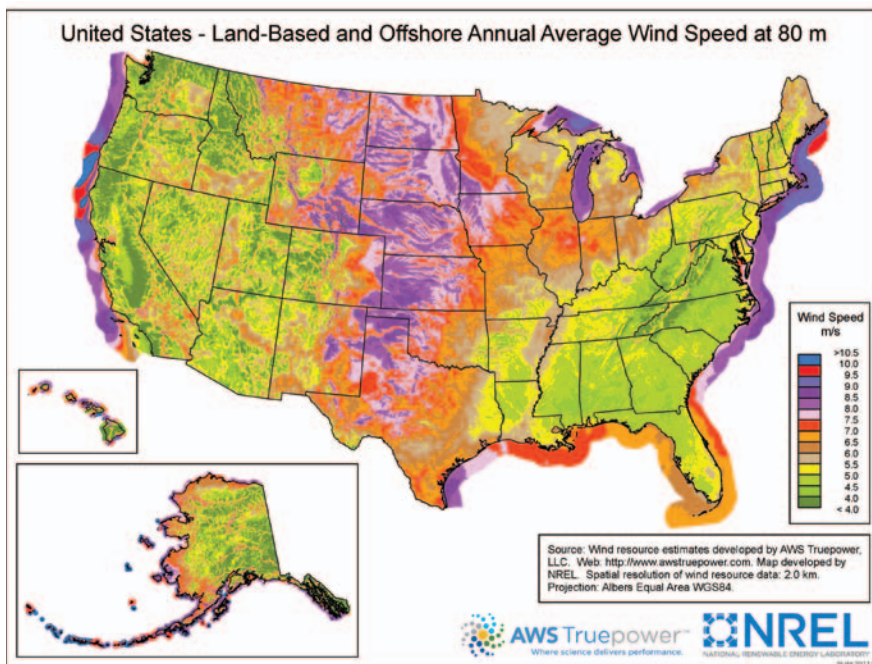 United States - Land-Based and Offshore Annual Average Wind Speed at 80 m
Wind Speed
m/s
>10.5
10.0
9.5
9.0
8.5
8.0
7.5
7.0
6.5
6.0
5.5
5.0
4.5
4.0
< 4.0
Source: Wind resource estimates developed by AWS Truepower,
LLC. Web: http://www.awstruepower.com. Map developed by
NREL. Spatial resolution of wind resource data: 2.0 km.
Projection: Albers Equal Area WGS84.
AWS Truepower™
Where science delivers performance.
NREL
NATIONAL RENEWABLE ENERGY LABORATORY